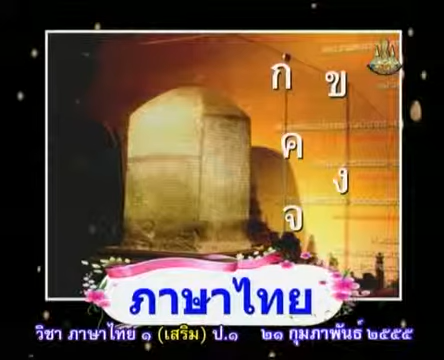 ก ข
ค
ง
จ
ภาษาไทย
วิชา ภาษาไทย ๑ (เสริม) ป.๑ ๒๑ กุมภาพันธ์ ๒๕๕๕